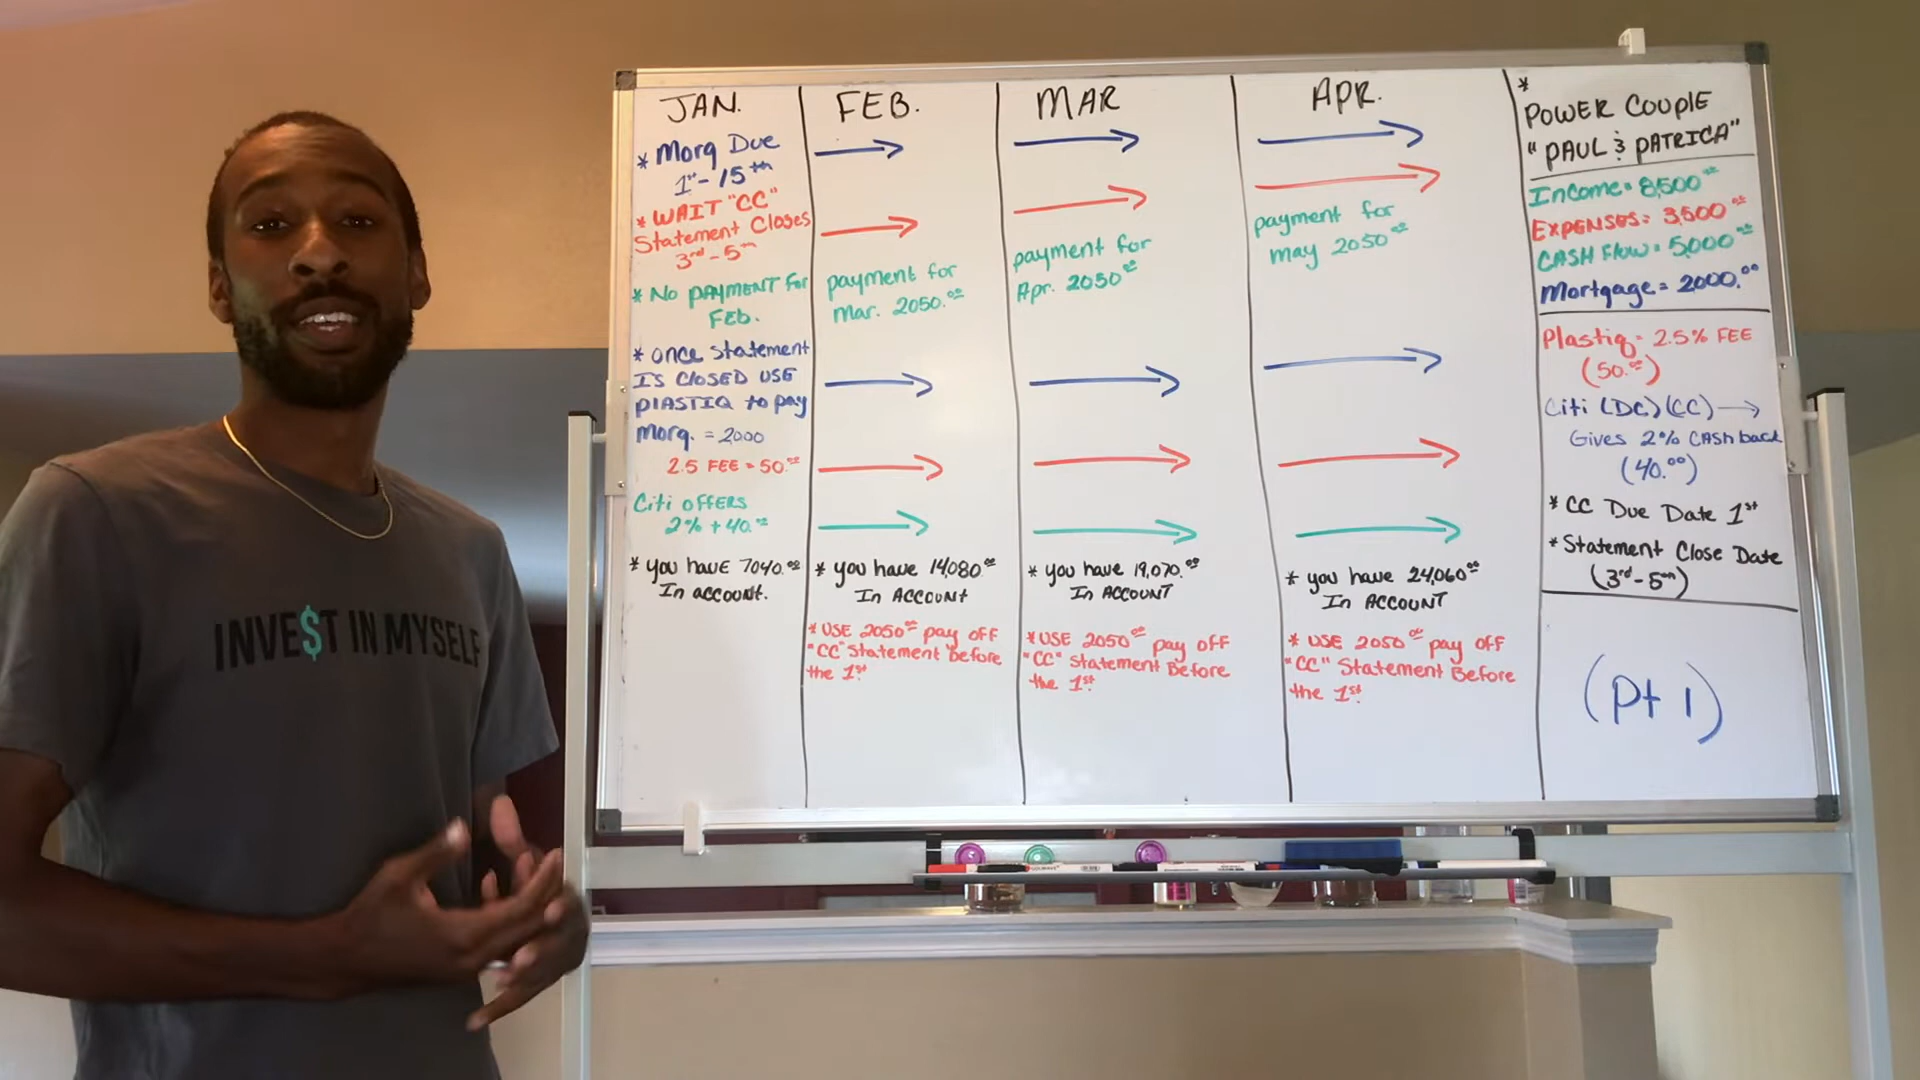 INVE$T IN MYSELF
JAN.
* Morg Due
1st - 15th
* WAIT "CC"
Statement Closes
3rd - 5th
* No PAYMENT For
Feb.
* once statement
Is CLOSED USE
PLASTIQ to pay
Morg. = 2000
2.5 FEE = 50.00
Citi OFFERS
2% + 40.00
* you have 7040.00
In account.
FEB.
payment for
Mar. 2050.00
* you have 14,080.00
In Account
* USE 2050.00 pay off
"CC" Statement Before
the 1st
MAR
payment for
Apr. 2050.00
* you have 19,070.00
In ACCOUNT
* USE 2050.00 pay off
"CC" statement Before
the 1st
APR.
payment for
may 2050.00
* you have 24,060.00
In ACCOUNT
* USE 2050.00 pay off
"CC" Statement Before
the 1st
*
POWER COUPLE
"PAUL & PATRICA"
Income = 8,500.00
EXPENSES = 3,500.00
CASH Flow = 5,000.00
Mortgage = 2000.00
Plastiq = 2.5% FEE
(50.00)
Citi (DC) (CC) →
Gives 2% CAsh back
(40.00)
* CC Due Date 1st
* Statement Close Date
(3rd - 5th)
(Pt 1)